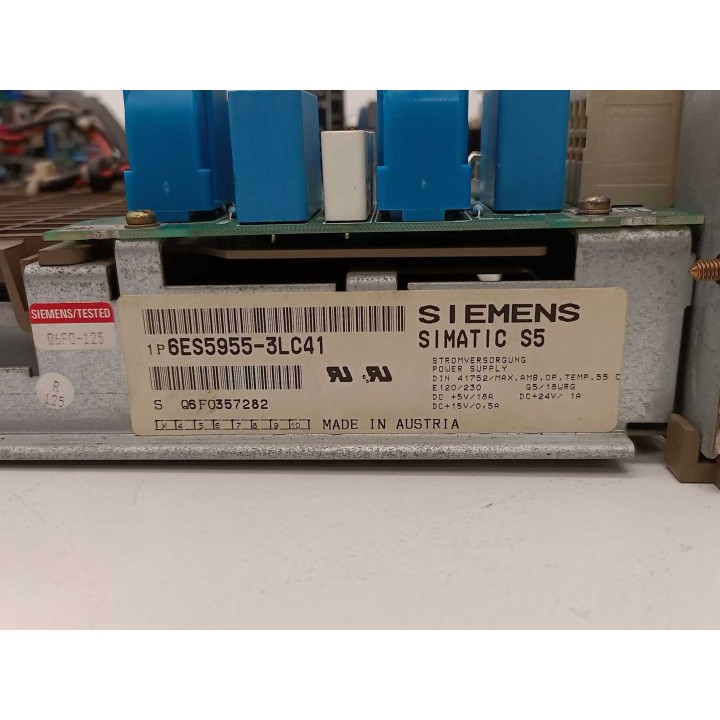 SIEMENS/TESTED
Q6F0-125
R
125
1P 6ES5955-3LC41
S Q6F0357282
X 4 5 6 7 8 9 10
MADE IN AUSTRIA
SIEMENS
SIMATIC S5
STROMVERSORGUNG
POWER SUPPLY
DIN 41752/MAX.AMB.OP.TEMP.55 C
E120/230 G5/18WRG
DC +5V/18A DC+24V/ 1A
DC+15V/0.5A